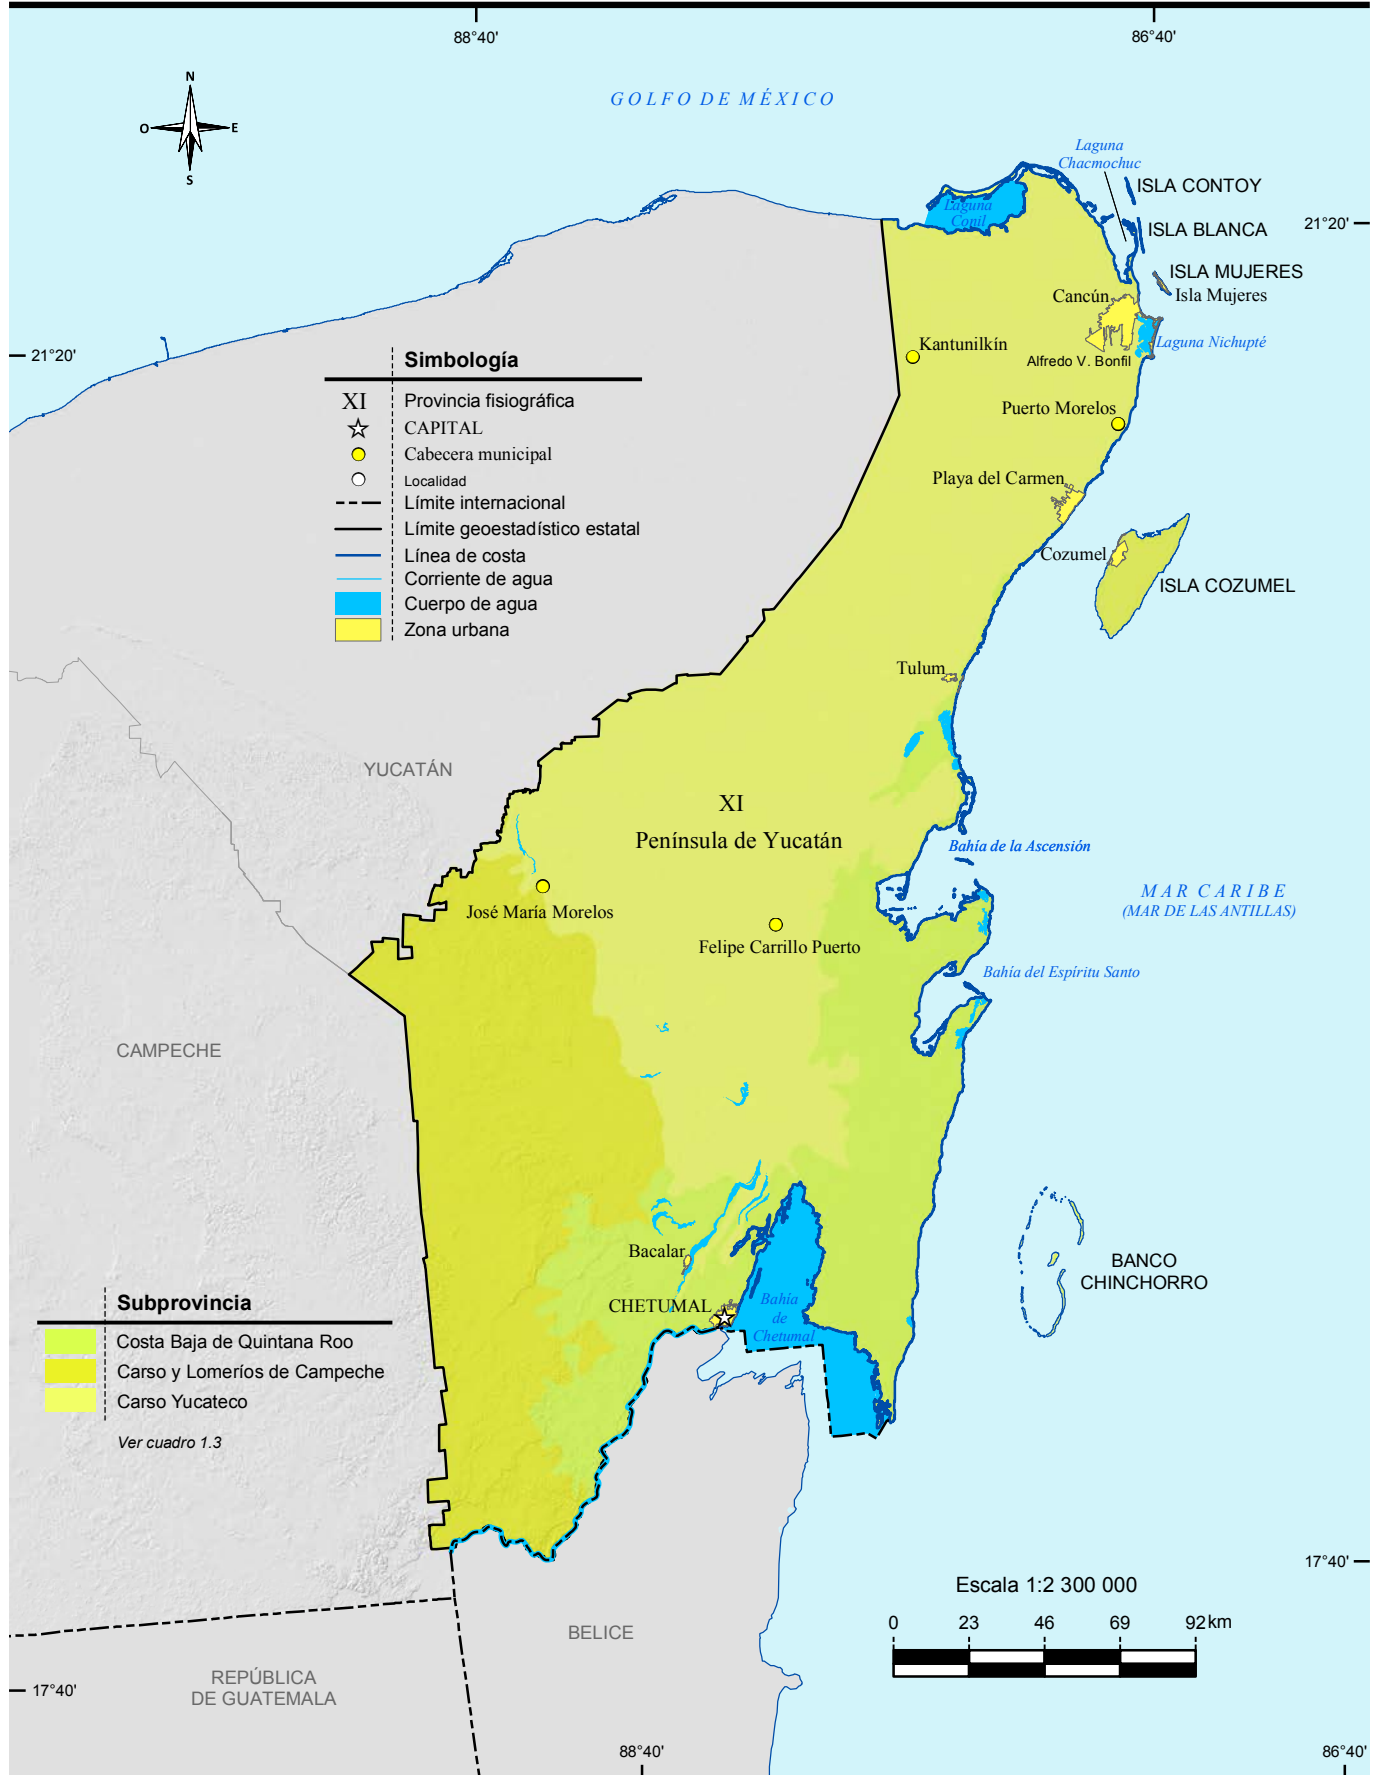 88°40'
86°40'
N
O
E
S
GOLFO DE MÉXICO
Laguna
Chacmochuc
ISLA CONTOY
Laguna
Conil
ISLA BLANCA
21°20'
ISLA MUJERES
Isla Mujeres
Cancún
Kantunilkín
Laguna Nichupté
Alfredo V. Bonfil
21°20'
Simbología
XI
Provincia fisiográfica
CAPITAL
Cabecera municipal
Localidad
Límite internacional
Límite geoestadístico estatal
Línea de costa
Corriente de agua
Cuerpo de agua
Zona urbana
Puerto Morelos
Playa del Carmen
Cozumel
ISLA COZUMEL
Tulum
YUCATÁN
XI
Península de Yucatán
Bahía de la Ascensión
MAR CARIBE
(MAR DE LAS ANTILLAS)
José María Morelos
Felipe Carrillo Puerto
Bahía del Espíritu Santo
CAMPECHE
Bacalar
BANCO
CHINCHORRO
CHETUMAL
Bahía
de
Chetumal
Subprovincia
Costa Baja de Quintana Roo
Carso y Lomeríos de Campeche
Carso Yucateco
Ver cuadro 1.3
17°40'
Escala 1:2 300 000
0
23
46
69
92 km
BELICE
REPÚBLICA
DE GUATEMALA
17°40'
88°40'
86°40'